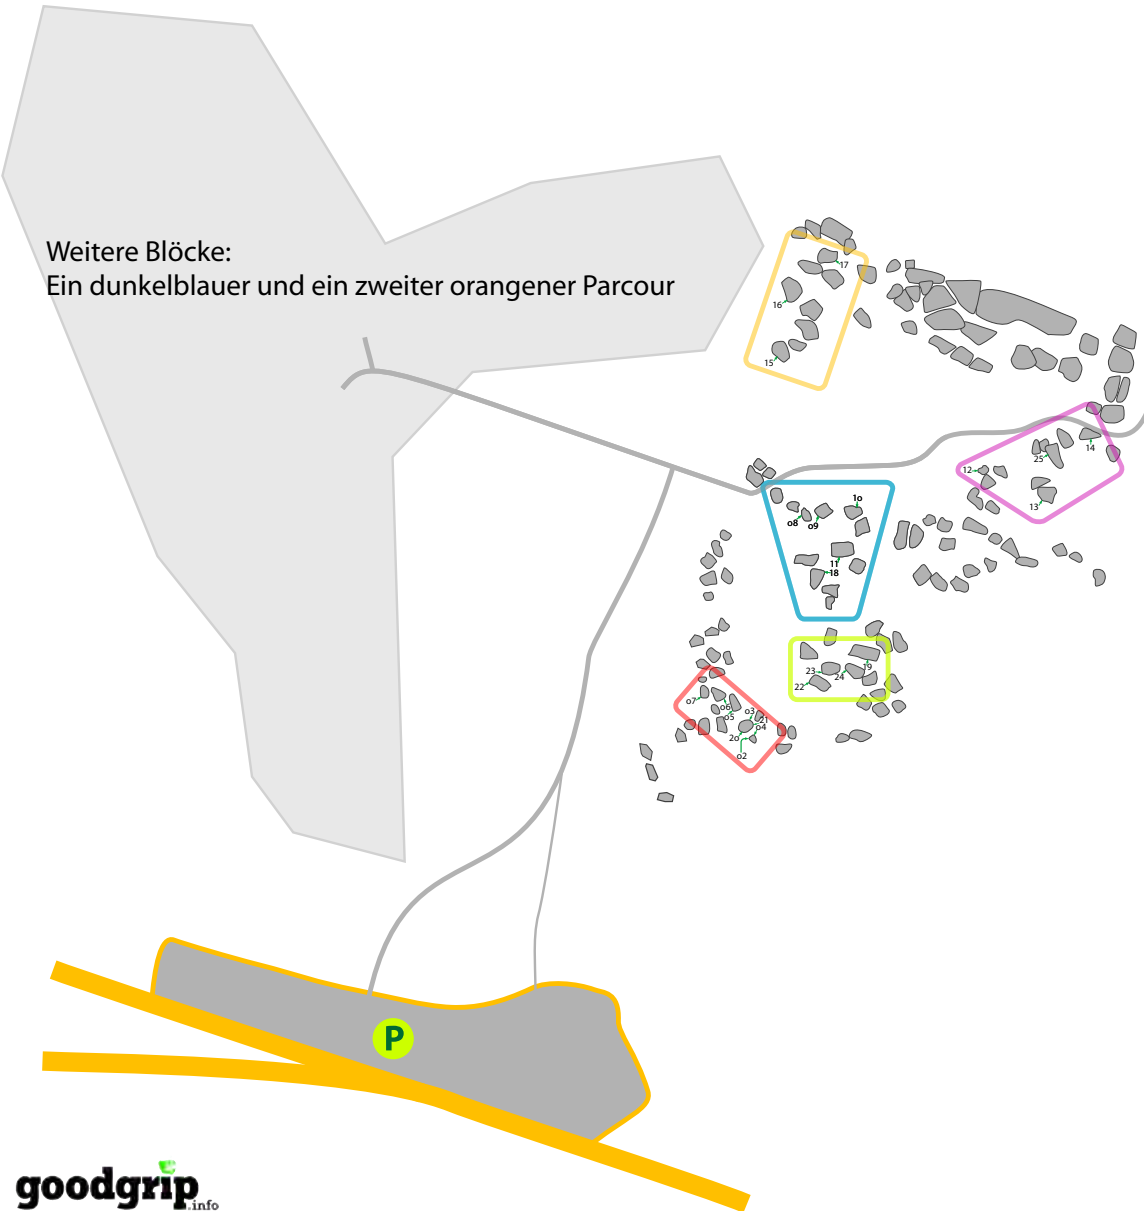 Weitere Blöcke:
Ein dunkelblauer und ein zweiter orangener Parcour
17
16
15
14
25
12
13
1o
o8
o9
11
18
19
23
24
22
o7
o6
o5
o3
21
o4
2o
o2
P
goodgrip
.info